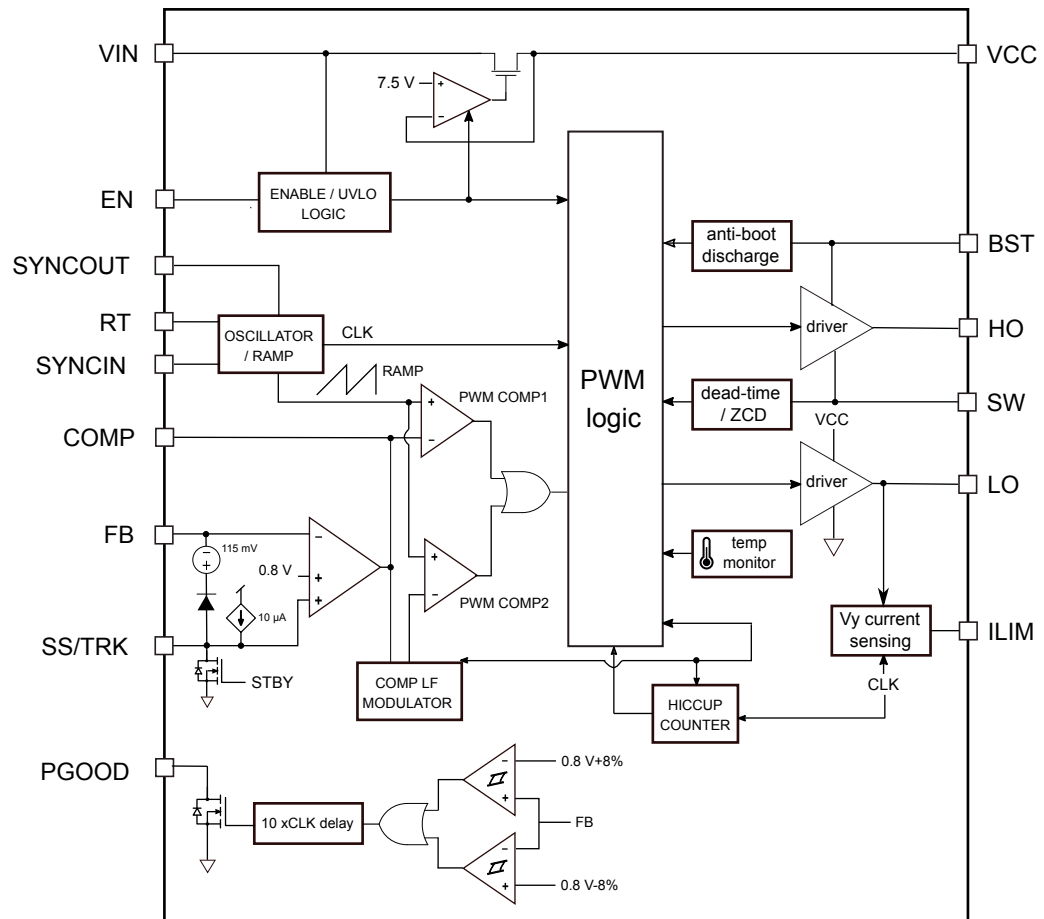 VIN
VCC
7.5 V
+
−
EN
ENABLE / UVLO
LOGIC
anti-boot
discharge
BST
SYNCOUT
RT
OSCILLATOR
/ RAMP
CLK
driver
HO
SYNCIN
RAMP
PWM
logic
PWM COMP1
+
−
dead-time
/ ZCD
SW
VCC
COMP
driver
LO
FB
−
+
115 mV
0.8 V
−
+
+
10 µA
+
−
PWM COMP2
temp
monitor
SS/TRK
STBY
COMP LF
MODULATOR
Vy current
sensing
ILIM
CLK
HICCUP
COUNTER
PGOOD
10 xCLK delay
−
+
0.8 V+8%
FB
−
+
0.8 V-8%